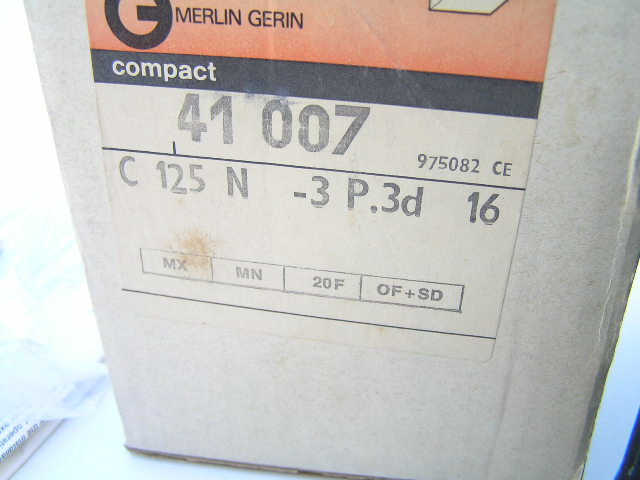 G MERLIN GERIN
compact
41 007
975082 CE
C 125 N -3 P.3d 16
MX MN 20F OF+SD